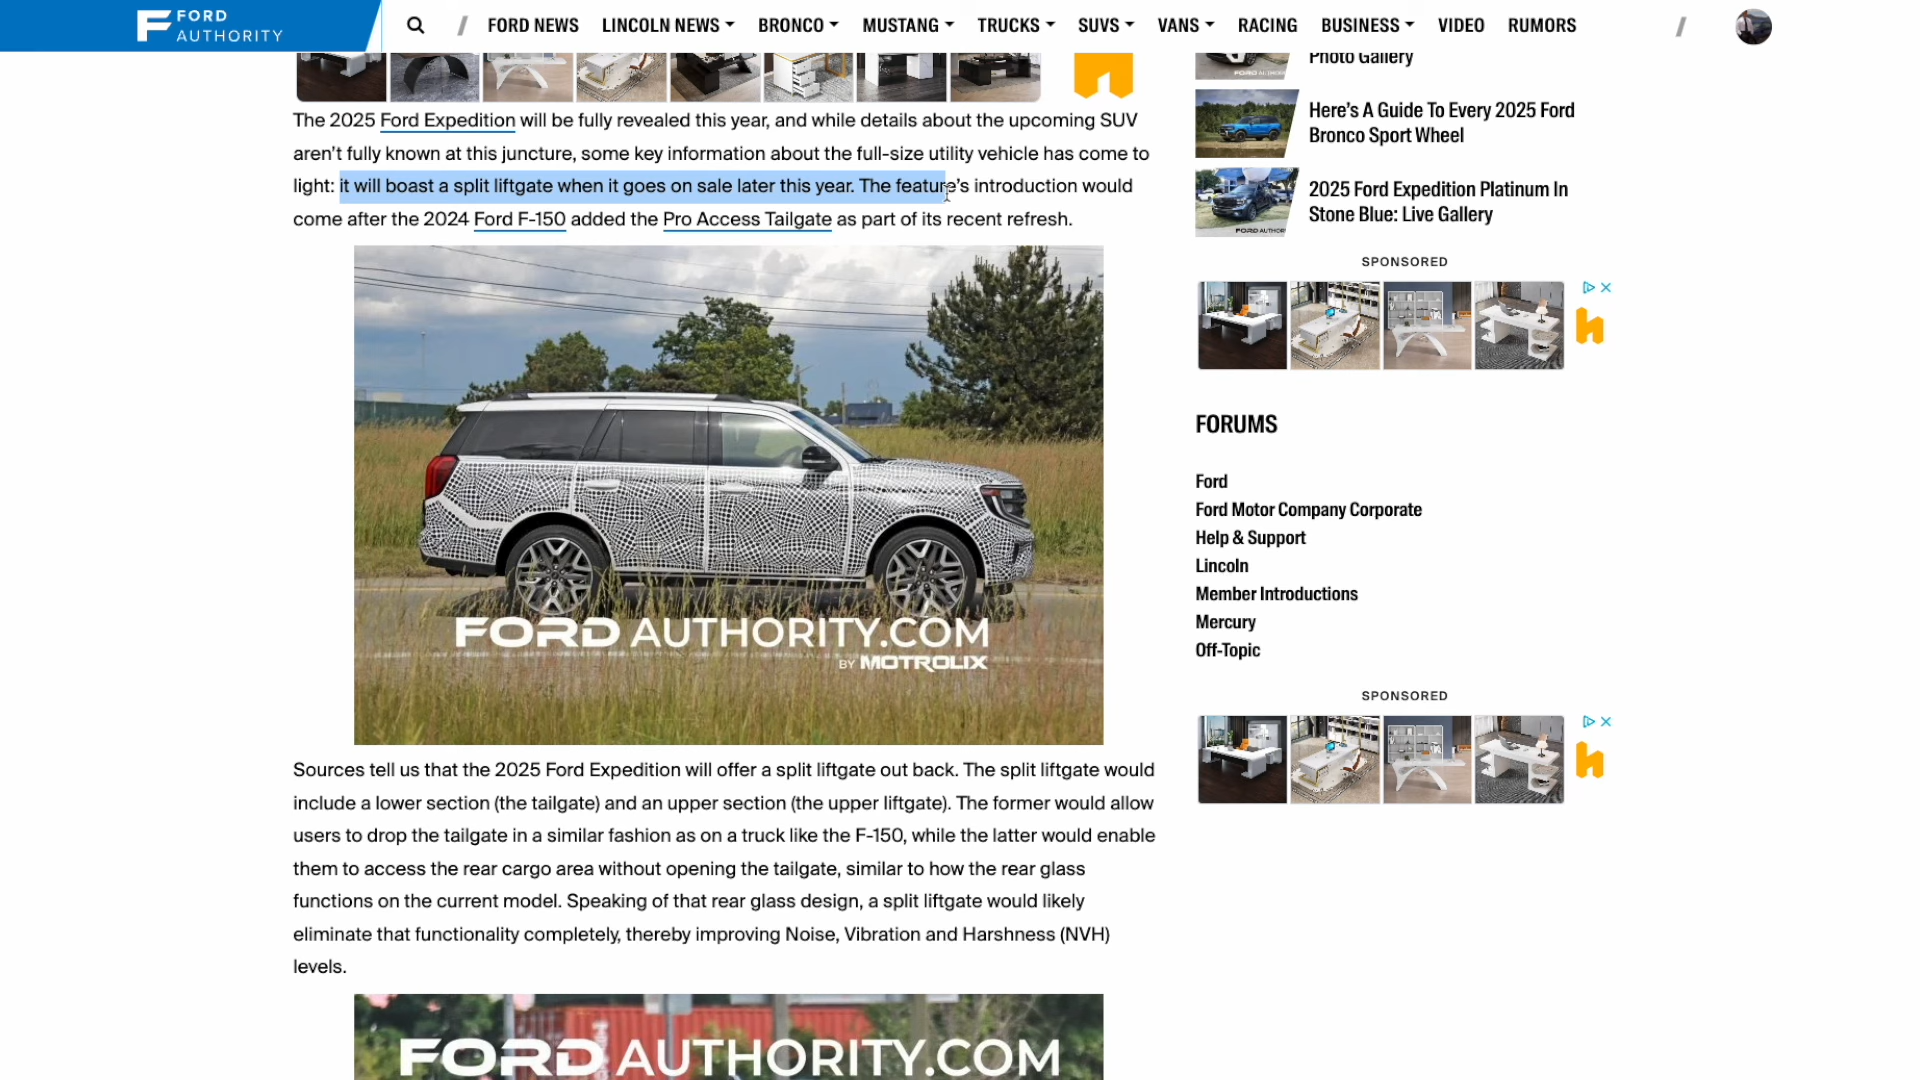 FORD
AUTHORITY
FORD NEWS
LINCOLN NEWS
BRONCO
MUSTANG
TRUCKS
SUVS
VANS
RACING
BUSINESS
VIDEO
RUMORS
The 2025 Ford Expedition will be fully revealed this year, and while details about the upcoming SUV
aren't fully known at this juncture, some key information about the full-size utility vehicle has come to
light: it will boast a split liftgate when it goes on sale later this year. The feature's introduction would
come after the 2024 Ford F-150 added the Pro Access Tailgate as part of its recent refresh.
FORD AUTHORITY.COM
BY MOTROLIX
Sources tell us that the 2025 Ford Expedition will offer a split liftgate out back. The split liftgate would
include a lower section (the tailgate) and an upper section (the upper liftgate). The former would allow
users to drop the tailgate in a similar fashion as on a truck like the F-150, while the latter would enable
them to access the rear cargo area without opening the tailgate, similar to how the rear glass
functions on the current model. Speaking of that rear glass design, a split liftgate would likely
eliminate that functionality completely, thereby improving Noise, Vibration and Harshness (NVH)
levels.
FORD AUTHORITY.COM
Photo Gallery
Here's A Guide To Every 2025 Ford
Bronco Sport Wheel
2025 Ford Expedition Platinum In
Stone Blue: Live Gallery
SPONSORED
FORUMS
Ford
Ford Motor Company Corporate
Help & Support
Lincoln
Member Introductions
Mercury
Off-Topic
SPONSORED